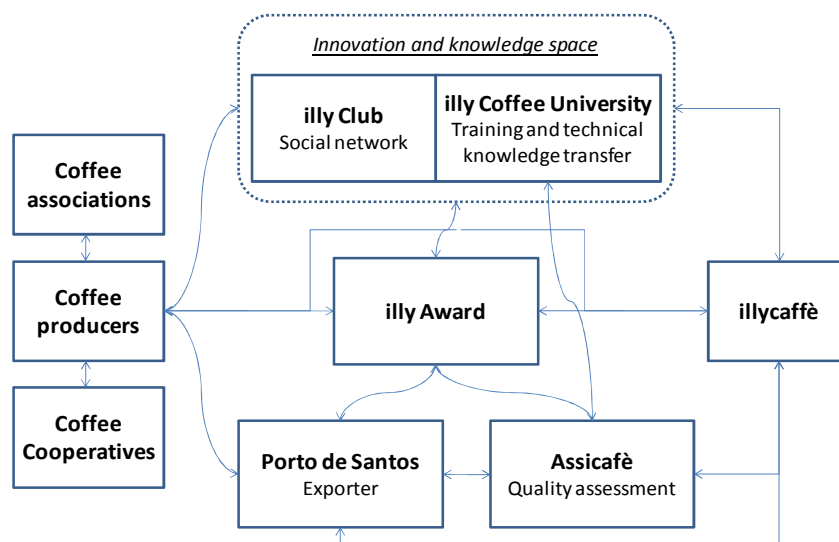 Innovation and knowledge space
illy Club
Social network
illy Coffee University
Training and technical
knowledge transfer
Coffee
associations
Coffee
producers
Coffee
Cooperatives
illy Award
illycaffè
Porto de Santos
Exporter
Assicafè
Quality assessment